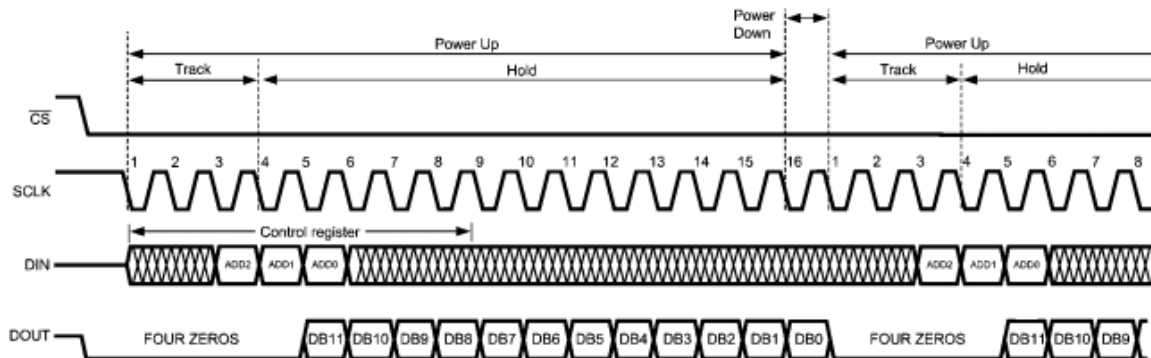 Power Down
Power Up
Power Up
Track
Hold
Track
Hold
CS
1 2 3 4 5 6 7 8 9 10 11 12 13 14 15 16 1 2 3 4 5 6 7 8
SCLK
Control register
DIN
ADD2 ADD1 ADD0 ADD2 ADD1 ADD0
DOUT
FOUR ZEROS DB11 DB10 DB9 DB8 DB7 DB6 DB5 DB4 DB3 DB2 DB1 DB0 FOUR ZEROS DB11 DB10 DB9